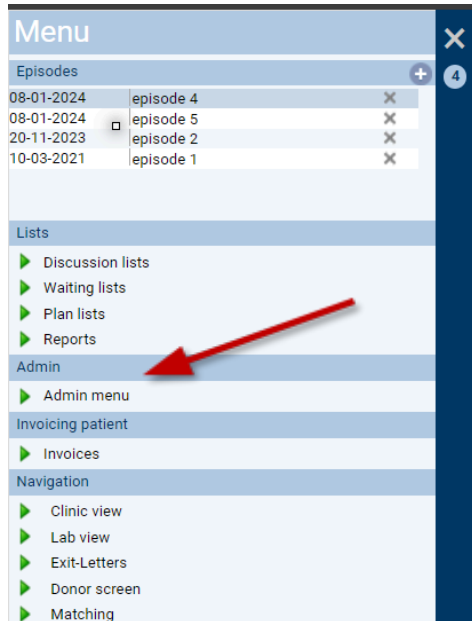 Menu
Episodes
4
08-01-2024 episode 4
08-01-2024 episode 5
20-11-2023 episode 2
10-03-2021 episode 1
Lists
Discussion lists
Waiting lists
Plan lists
Reports
Admin
Admin menu
Invoicing patient
Invoices
Navigation
Clinic view
Lab view
Exit-Letters
Donor screen
Matching